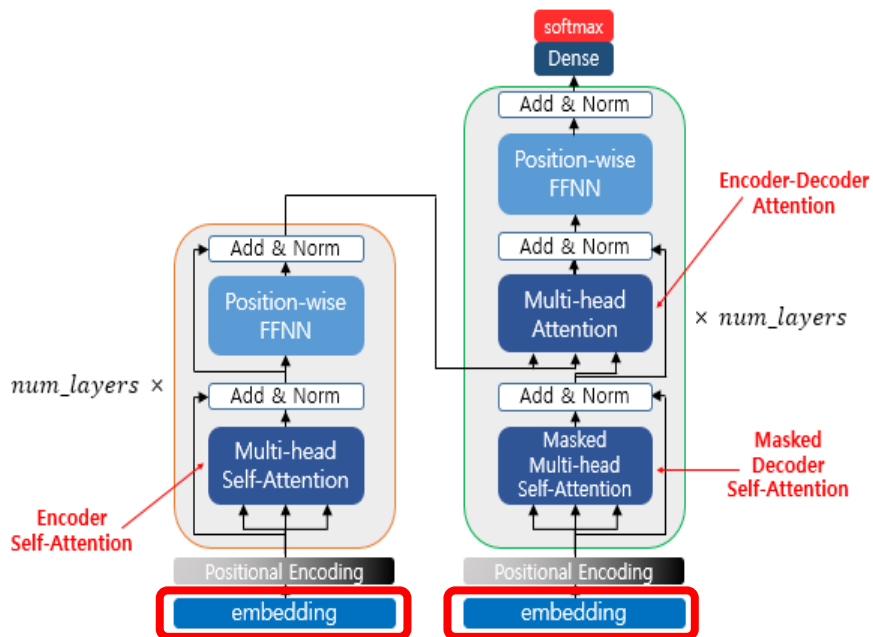 softmax
Dense
Add & Norm
Position-wise
FFNN
Encoder-Decoder
Attention
Add & Norm
Multi-head
Attention
× num_layers
Add & Norm
Masked
Multi-head
Self-Attention
Masked
Decoder
Self-Attention
Positional Encoding
embedding
Add & Norm
Position-wise
FFNN
num_layers ×
Add & Norm
Multi-head
Self-Attention
Encoder
Self-Attention
Positional Encoding
embedding